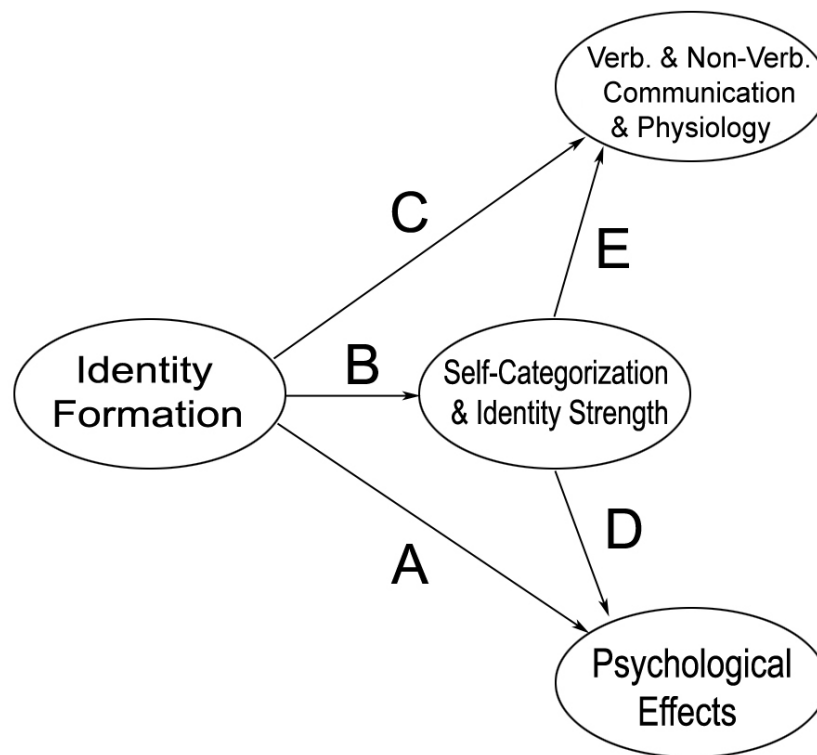 Verb. & Non-Verb.
Communication
& Physiology
C
E
Identity
Formation
B
Self-Categorization
& Identity Strength
A
D
Psychological
Effects